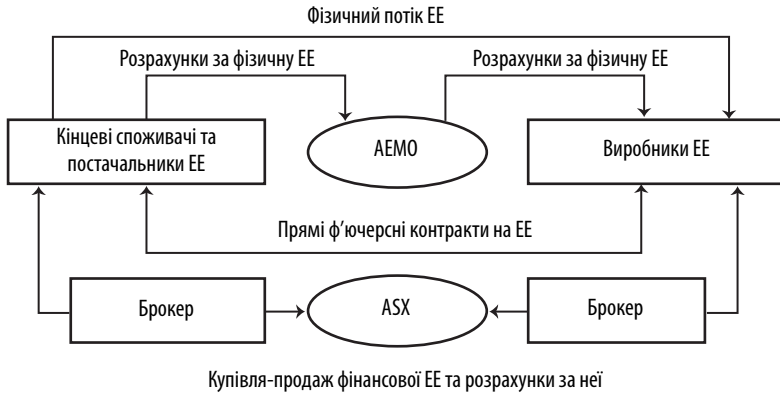 Фізичний потік ЕЕ
Розрахунки за фізичну ЕЕ
Розрахунки за фізичну ЕЕ
Кінцеві споживачі та
постачальники ЕЕ
AEMO
Виробники ЕЕ
Прямі ф’ючерсні контракти на ЕЕ
Брокер
ASX
Брокер
Купівля-продаж фінансової ЕЕ та розрахунки за неї